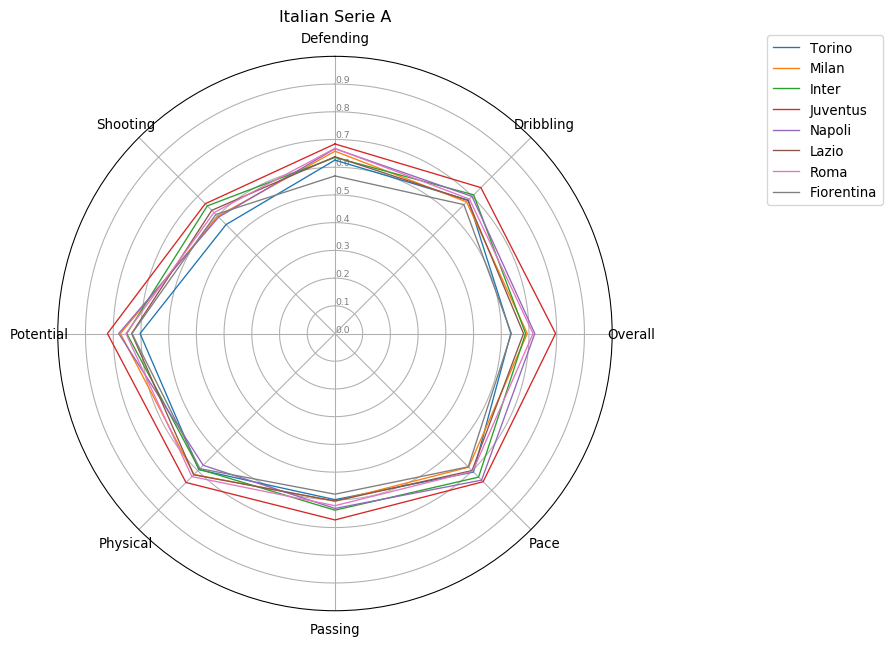 Italian Serie A
Defending
Shooting
Dribbling
Potential
Overall
Physical
Pace
Passing
0.9
0.8
0.7
0.6
0.5
0.4
0.3
0.2
0.1
0.0
Torino
Milan
Inter
Juventus
Napoli
Lazio
Roma
Fiorentina